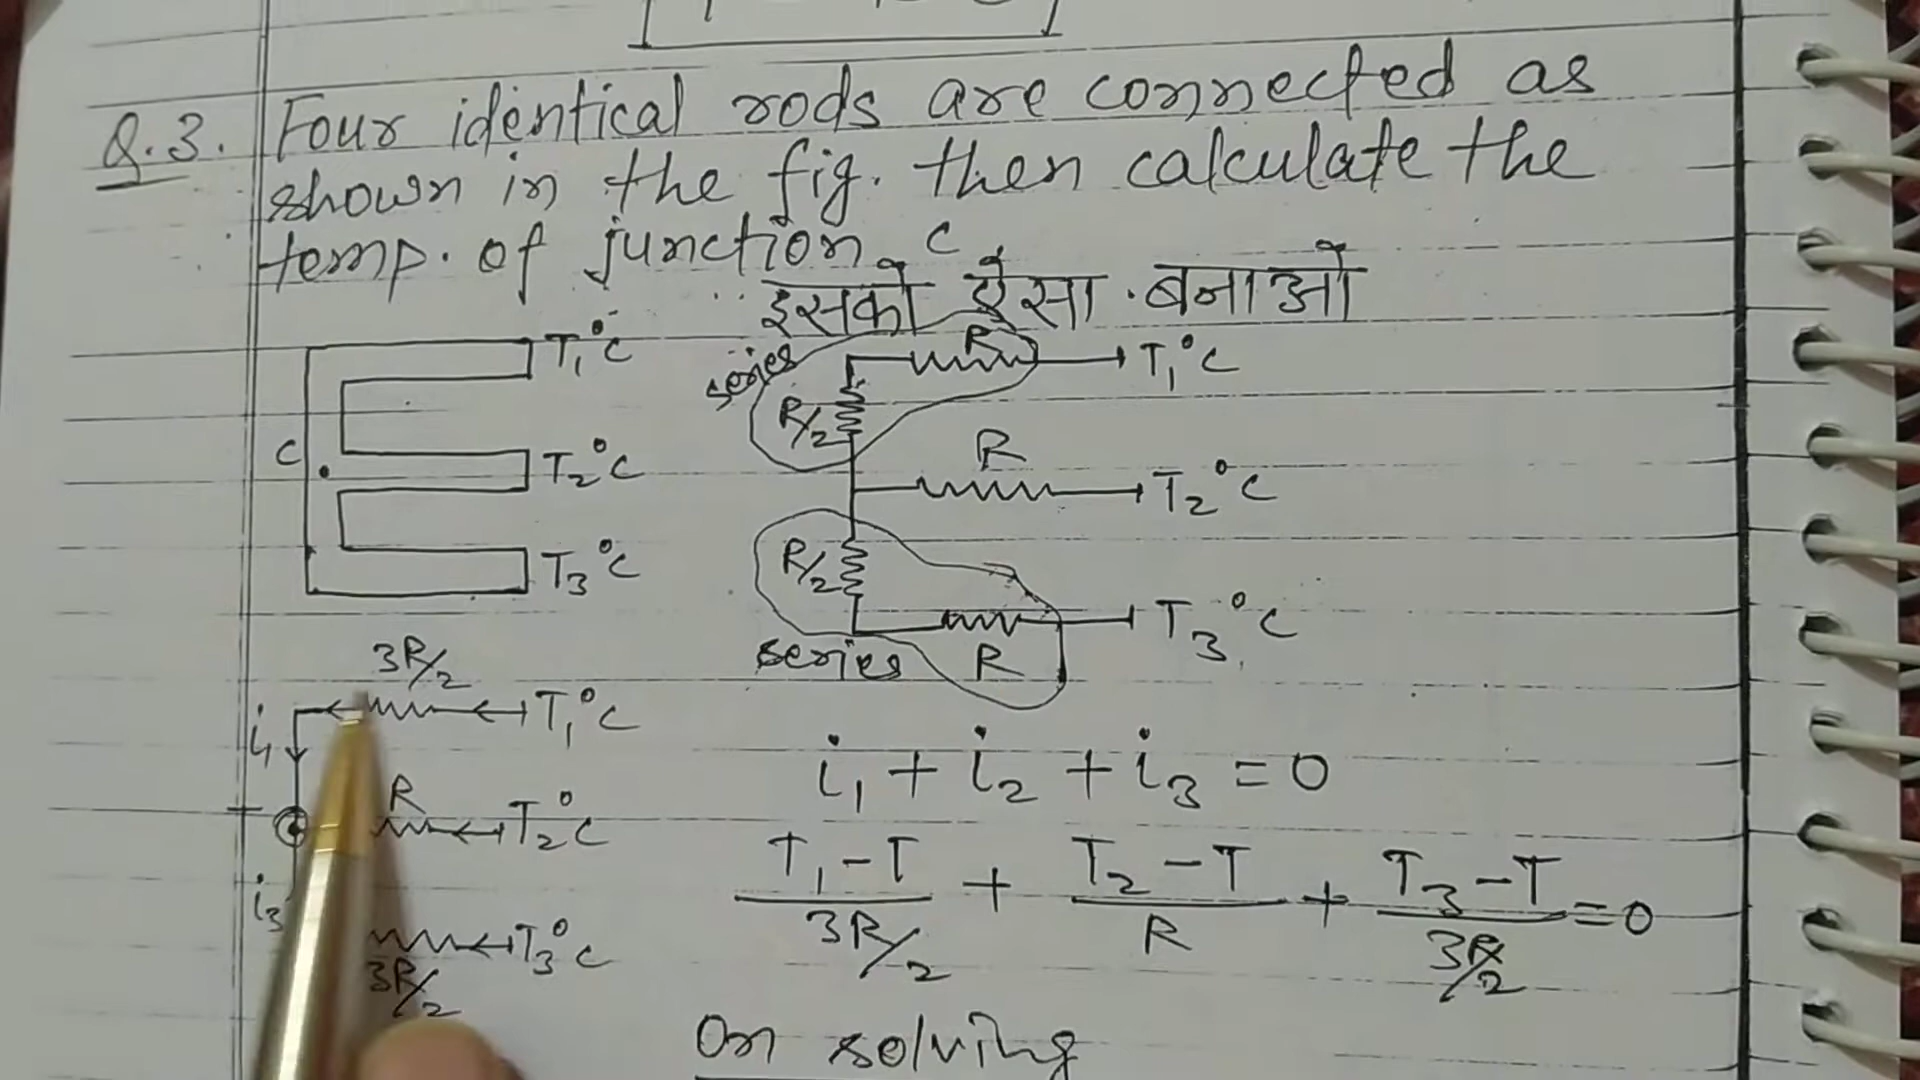 Q.3. Four identical rods are connected as
shown in the fig. then calculate the
temp. of junction c
इसको ऐसा बनाओ
T₁°C
C
T₂°C
T₃°C
series
R
R/2
T₁°C
R
T₂°C
R/2
T₃°C
series
R
3R/2
i₁
T₁°C
R
T₂°C
i₃
T₃°C
3R/2
i₁ + i₂ + i₃ = 0
T₁ - T / 3R/2 + T₂ - T / R + T₃ - T / 3R/2 = 0
On solving